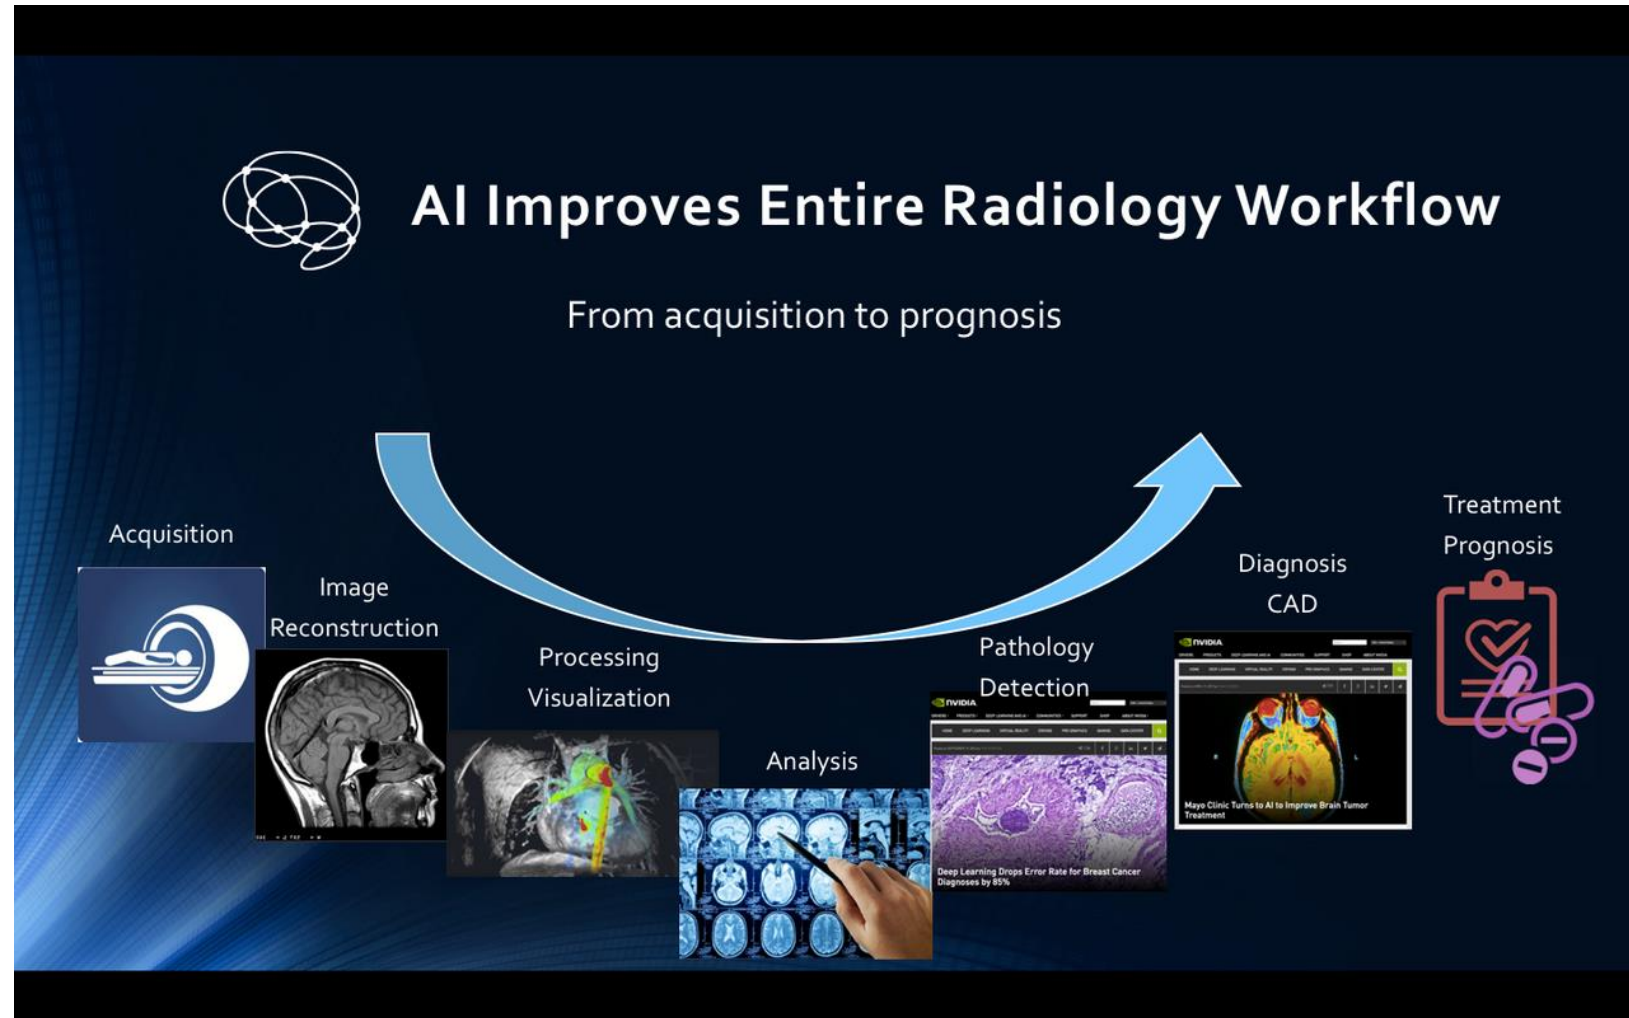 AI Improves Entire Radiology Workflow
From acquisition to prognosis
Acquisition
Image
Reconstruction
Processing
Visualization
Analysis
Pathology
Detection
NVIDIA
Deep Learning Drops Error Rate for Breast Cancer
Diagnoses by 85%
Diagnosis
CAD
NVIDIA
Mayo Clinic Turns to AI to Improve Brain Tumor
Treatment
Treatment
Prognosis